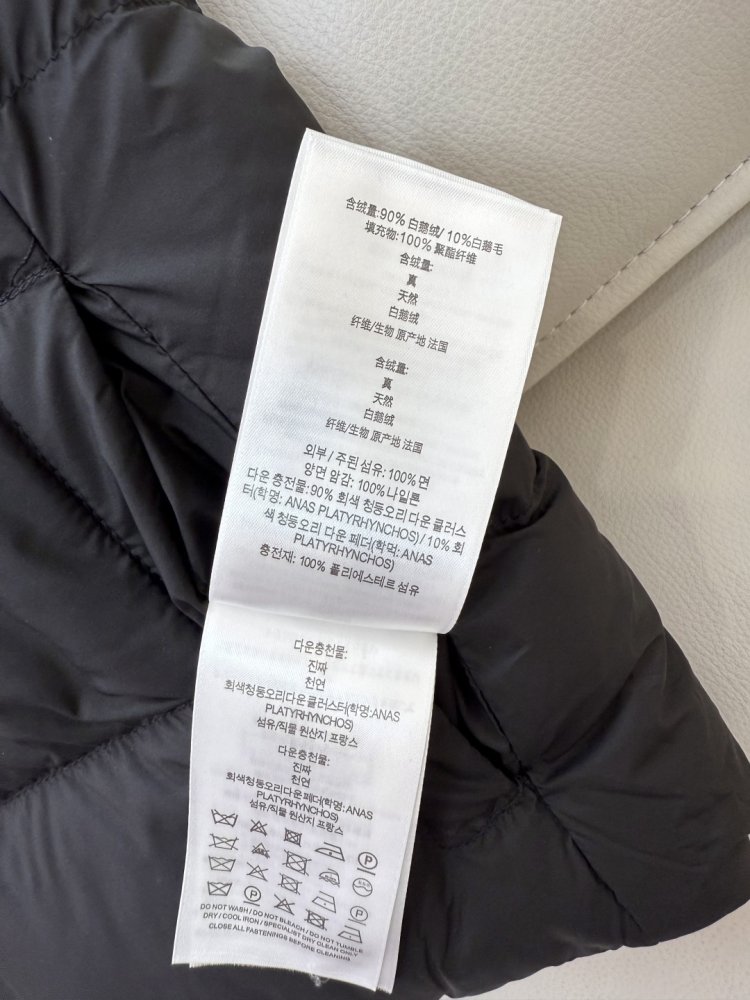 含绒量:90% 白鹅绒/ 10%白鹅毛
填充物:100% 聚酯纤维
含绒量:
真
天然
白鹅绒
纤维/生物 原产地 法国
含绒量:
真
天然
白鹅绒
纤维/生物 原产地 法国
외부 / 주된 섬유: 100% 면
양면 암감: 100% 나일론
다운 충전물: 90% 회색 청둥오리 다운 클러스
터(학명: ANAS PLATYRHYNCHOS) / 10% 회
색 청둥오리 다운 페더(학먹: ANAS
PLATYRHYNCHOS)
충전재: 100% 폴리에스테르 섬유
다운충천물:
진짜
천연
회색청둥오리다운클러스터(학명:ANAS
PLATYRHYNCHOS)
섬유/직물 원산지 프랑스
다운충천물:
진짜
천연
회색청둥오리다운 페더(학명:ANAS
PLATYRHYNCHOS)
섬유/직물 원산지 프랑스
DO NOT WASH / DO NOT BLEACH / DO NOT TUMBLE
DRY / COOL IRON / SPECIALIST DRY CLEAN ONLY
CLOSE ALL FASTENINGS BEFORE CLEANING